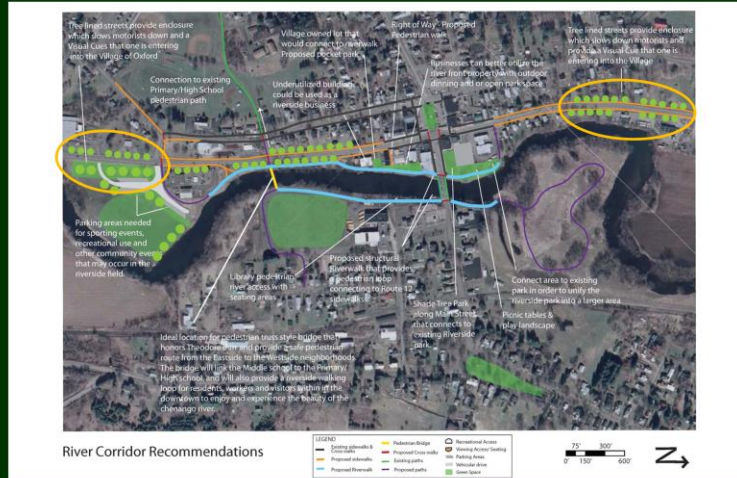 Tree lined streets provide enclosure
which slows motorists down and a
Visual Cues that one is entering
into the Village of Oxford
Connection to existing
Primary/High School
pedestrian path
Village owned lot that
would connect to riverwalk
Proposed pocket park
Underutilized building
could be used as a
riverside business
Right of Way - Proposed
Pedestrian walk
Businesses can better utilize the
river front property with outdoor
dinning and or open park space
Tree lined streets provide enclosure
which slows down motorists and
provide a Visual Cue that one is
entering into the Village
Parking areas needed
for sporting events,
recreational use and
other community events
that may occur in the
riverside field.
Library pedestrian
river access with
seating areas
Proposed structural
Riverwalk that provides
a pedestrian loop
connecting to Route 12
sidewalks
Shade Tree Park
along Main Street
that connects to
existing Riverside
park
Picnic tables &
play landscape
Connect area to existing
park in order to unify the
riverside park into a larger area
Ideal location for pedestrian truss style bridge that
honors Theodore Burr and provide a safe pedestrian
route from the Eastside to the Westside neighborhoods.
The bridge will link the Middle school to the Primary/
High school, and will also provide a riverside walking
loop for residents, workers and visitors within in the
downtown to enjoy and experience the beauty of the
chenango river.
River Corridor Recommendations
LEGEND
Existing sidewalks &
Cross walks
Proposed sidewalks
Proposed Riverwalk
Pedestrian Bridge
Proposed Cross walks
Existing paths
Proposed paths
Recreational Access
Viewing Access/ Seating
Parking Areas
Vehicular drive
Green Space
75' 300'
0' 150' 600'
Z